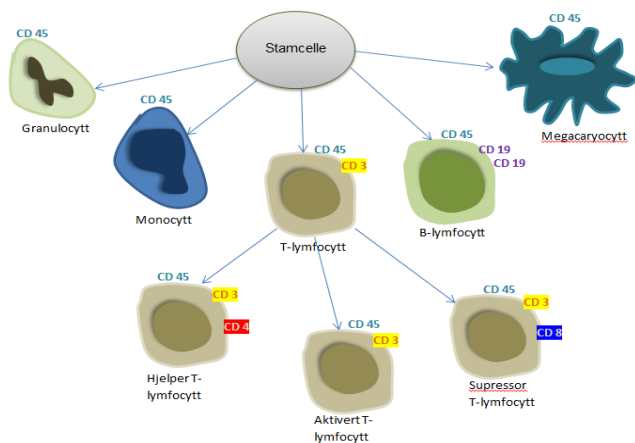 CD 45
Stamcelle
CD 45
Granulocytt
CD 45
Monocytt
CD 45
CD 3
T-lymfocytt
CD 45
CD 19
CD 19
B-lymfocytt
Megacaryocytt
CD 45
CD 3
CD 4
Hjelper T-
lymfocytt
CD 45
CD 3
Aktivert T-
lymfocytt
CD 45
CD 3
CD 8
Supressor
T-lymfocytt